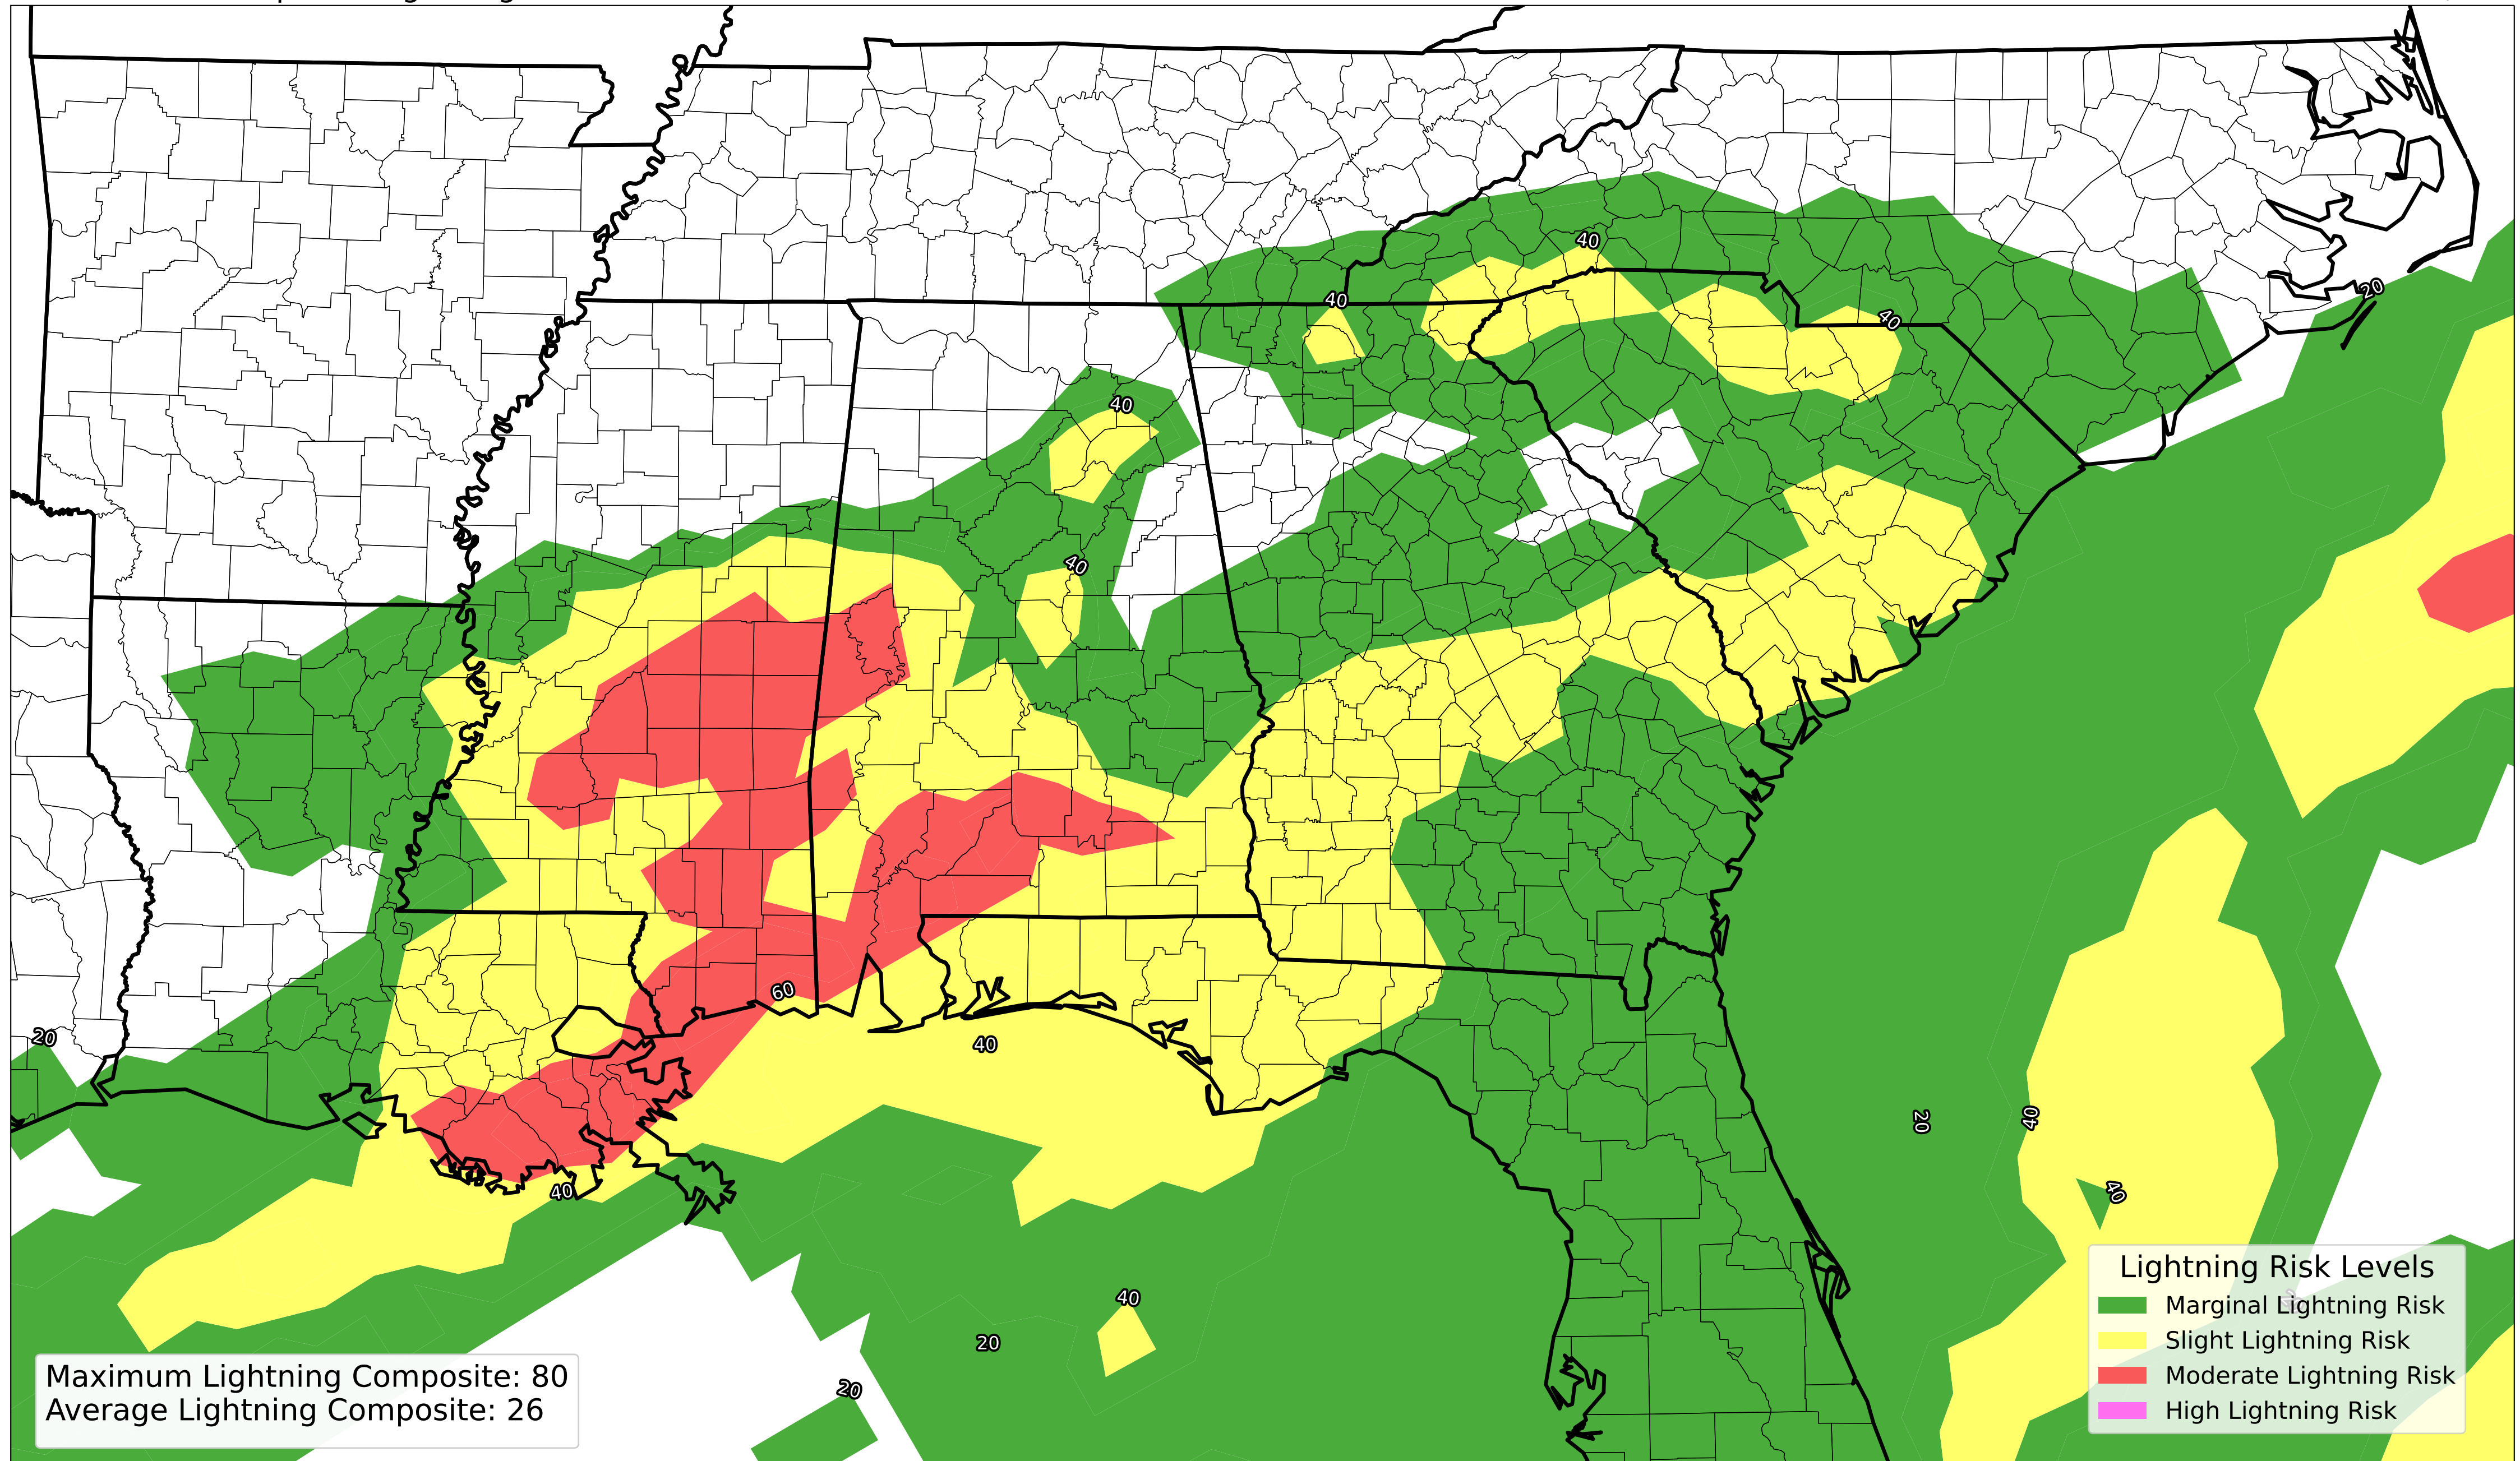 40
40
20
40
40
40
60
20
40
20
40
40
40
40
20
20
Lightning Risk Levels
Marginal Lightning Risk
Slight Lightning Risk
Moderate Lightning Risk
High Lightning Risk
Maximum Lightning Composite: 80
Average Lightning Composite: 26